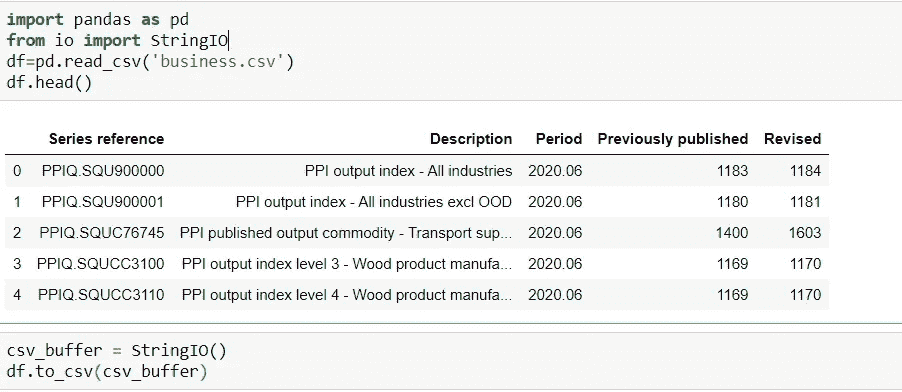 import pandas as pd
from io import StringIO
df=pd.read_csv('business.csv')
df.head()
Series reference Description Period Previously published Revised
0 PPIQ.SQU900000 PPI output index - All industries 2020.06 1183 1184
1 PPIQ.SQU900001 PPI output index - All industries excl OOD 2020.06 1180 1181
2 PPIQ.SQUC76745 PPI published output commodity - Transport sup... 2020.06 1400 1603
3 PPIQ.SQUCC3100 PPI output index level 3 - Wood product manufa... 2020.06 1169 1170
4 PPIQ.SQUCC3110 PPI output index level 4 - Wood product manufa... 2020.06 1169 1170
csv_buffer = StringIO()
df.to_csv(csv_buffer)